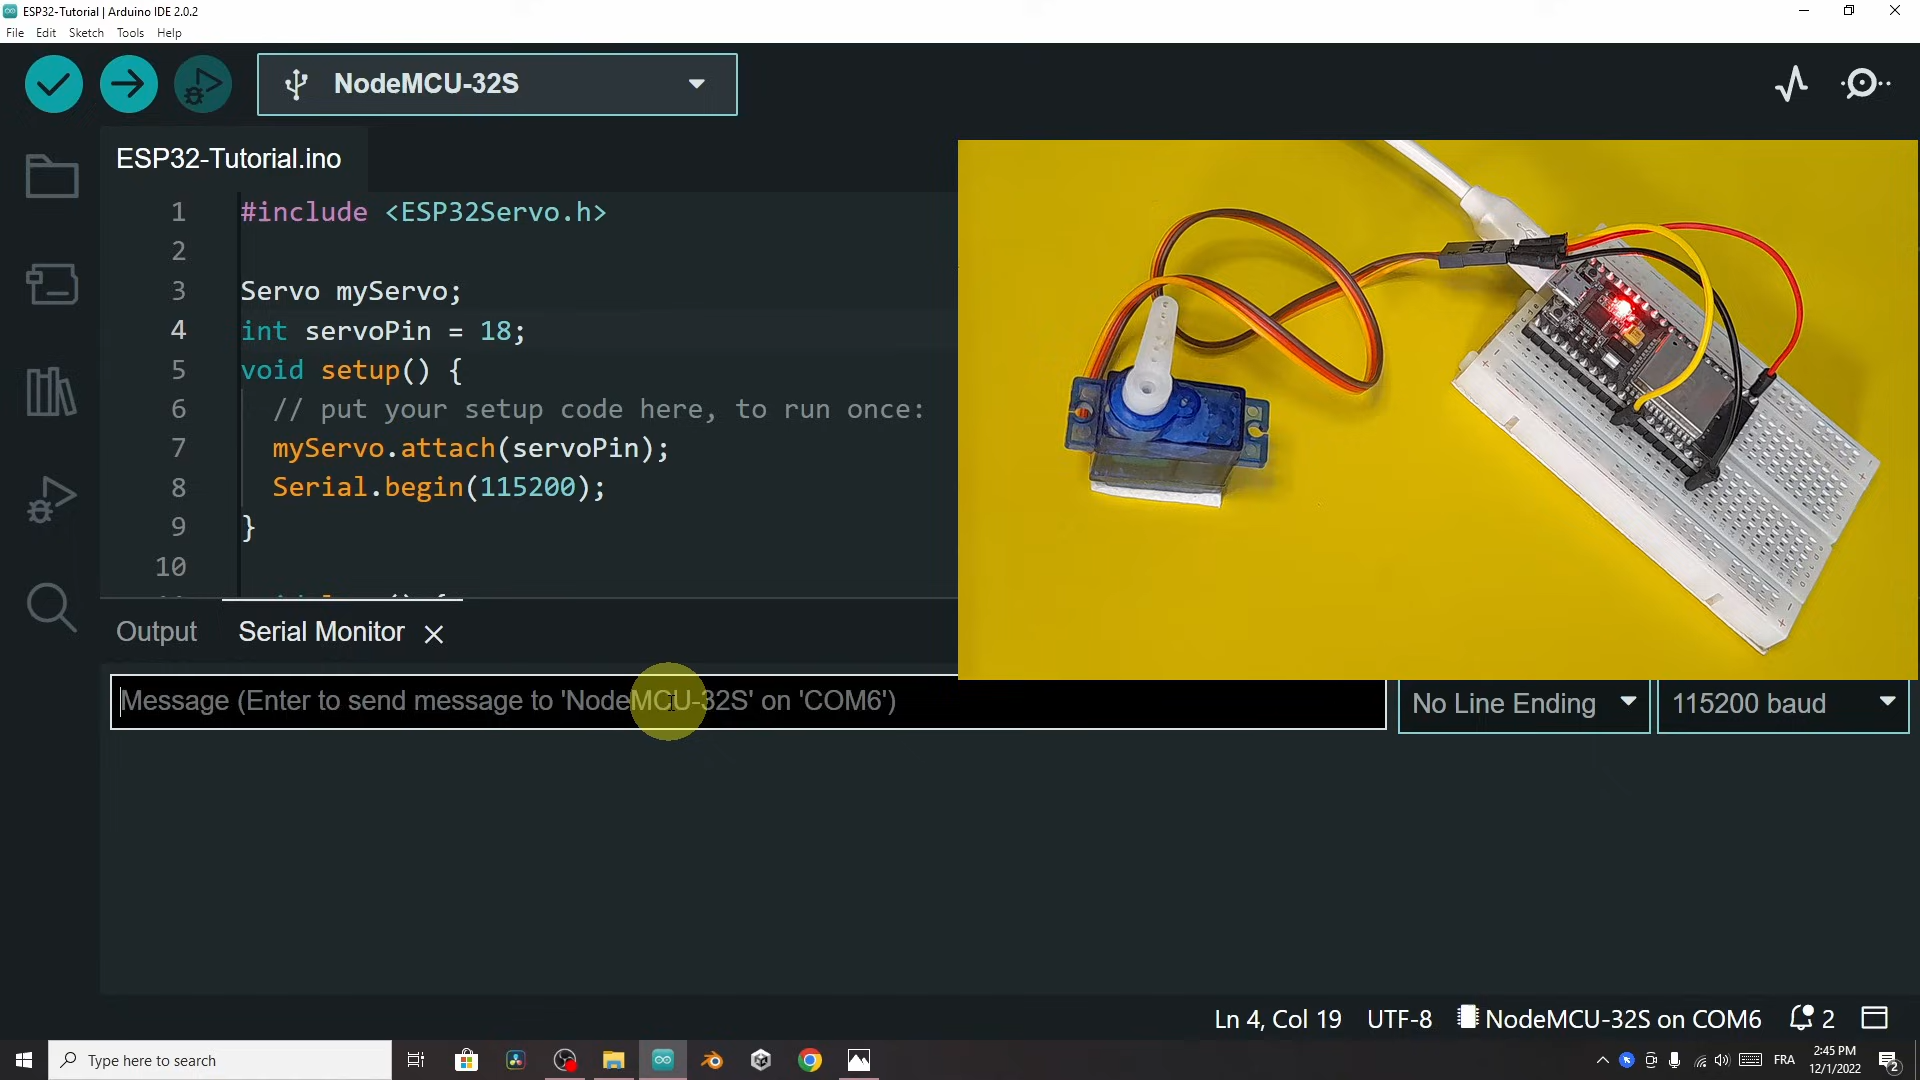 ESP32-Tutorial | Arduino IDE 2.0.2
File Edit Sketch Tools Help
NodeMCU-32S
ESP32-Tutorial.ino
1 #include <ESP32Servo.h>
2
3 Servo myServo;
4 int servoPin = 18;
5 void setup() {
6 // put your setup code here, to run once:
7 myServo.attach(servoPin);
8 Serial.begin(115200);
9 }
10
Output Serial Monitor
Message (Enter to send message to 'NodeMCU-32S' on 'COM6')
No Line Ending 115200 baud
Ln 4, Col 19 UTF-8 NodeMCU-32S on COM6 2
Type here to search
FRA 2:45 PM
12/1/2022 2